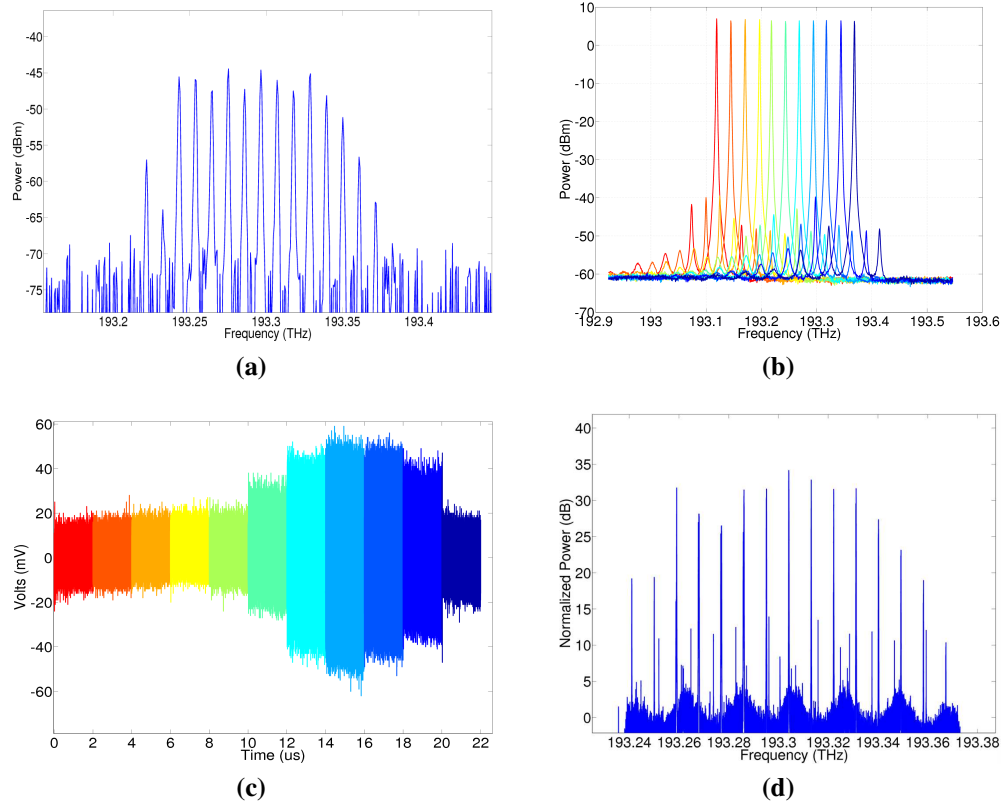 -40
-45
-50
-55
-60
-65
-70
-75
Power (dBm)
193.2 193.25 193.3 193.35 193.4
Frequency (THz)
(a)
10
0
-10
-20
-30
-40
-50
-60
-70
Power (dBm)
192.9 193 193.1 193.2 193.3 193.4 193.5 193.6
Frequency (THz)
(b)
60
40
20
0
-20
-40
-60
Volts (mV)
0 2 4 6 8 10 12 14 16 18 20 22
Time (us)
(c)
40
35
30
25
20
15
10
5
0
Normalized Power (dB)
193.24 193.26 193.28 193.3 193.32 193.34 193.36 193.38
Frequency (THz)
(d)